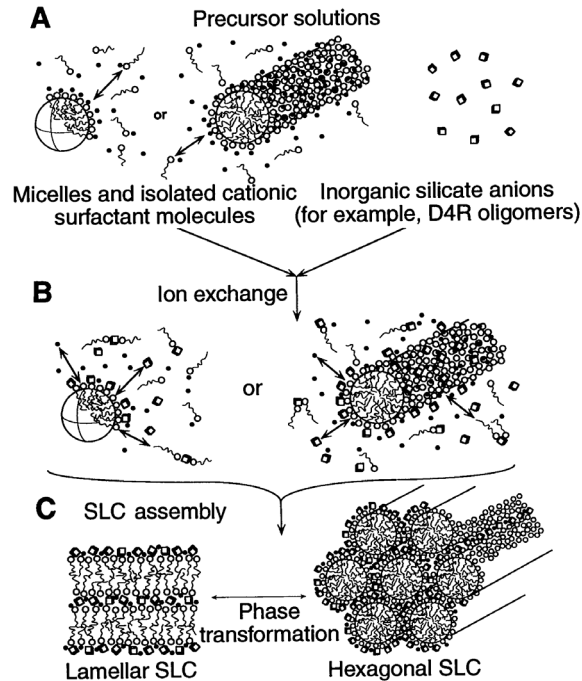 A
Precursor solutions
or
Micelles and isolated cationic
surfactant molecules
Inorganic silicate anions
(for example, D4R oligomers)
B
Ion exchange
or
C
SLC assembly
Phase
transformation
Lamellar SLC
Hexagonal SLC